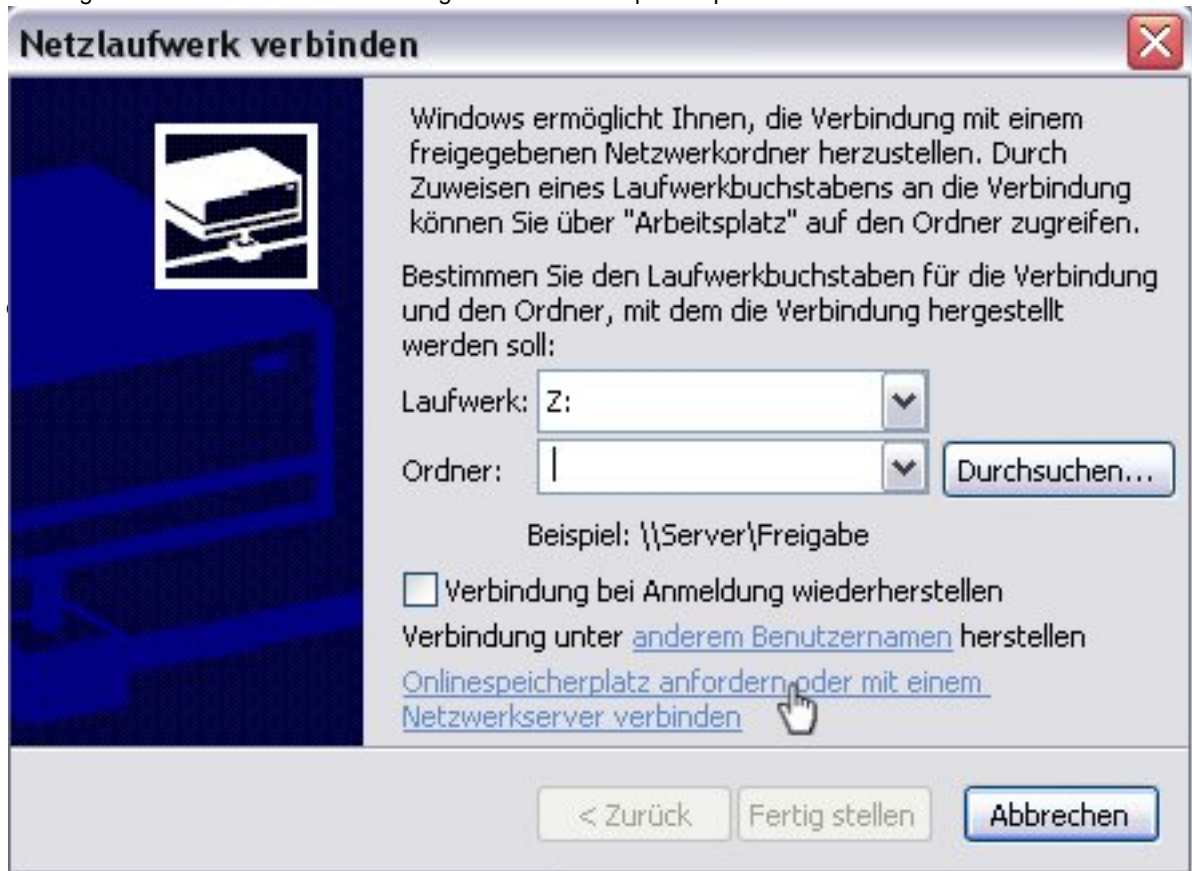 Netzlaufwerk verbinden
Windows ermöglicht Ihnen, die Verbindung mit einem
freigegebenen Netzwerkordner herzustellen. Durch
Zuweisen eines Laufwerkbuchstabens an die Verbindung
können Sie über "Arbeitsplatz" auf den Ordner zugreifen.
Bestimmen Sie den Laufwerkbuchstaben für die Verbindung
und den Ordner, mit dem die Verbindung hergestellt
werden soll:
Laufwerk: Z:
Ordner: Durchsuchen...
Beispiel: \\Server\Freigabe
Verbindung bei Anmeldung wiederherstellen
Verbindung unter anderem Benutzernamen herstellen
Onlinespeicherplatz anfordern oder mit einem
Netzwerkserver verbinden
< Zurück Fertig stellen Abbrechen